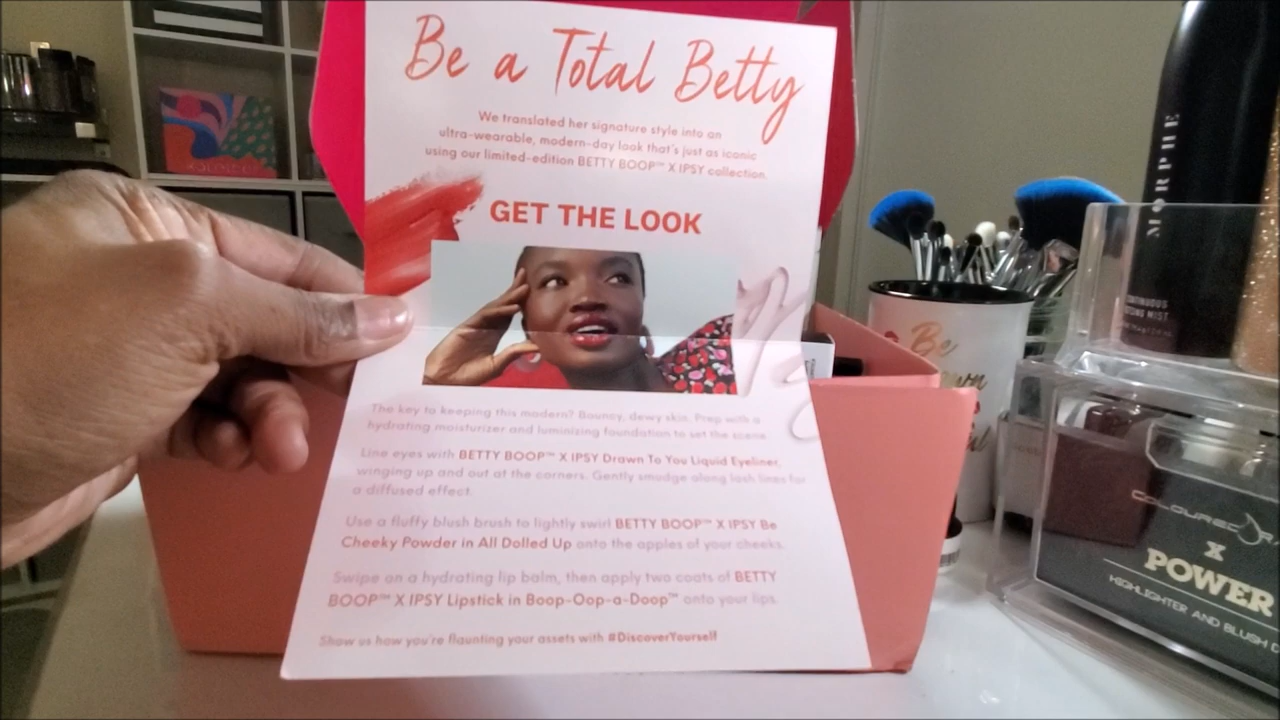 Be a Total Betty
We translated her signature style into an
ultra-wearable, modern-day look that's just as iconic
using our limited-edition BETTY BOOP™ X IPSY collection.
GET THE LOOK
The key to keeping this modern? Bouncy, dewy skin. Prep with a
hydrating moisturizer and luminizing foundation to set the scene.
Line eyes with BETTY BOOP™ X IPSY Drawn To You Liquid Eyeliner,
winging up and out at the corners. Gently smudge along lash lines for
a diffused effect.
Use a fluffy blush brush to lightly swirl BETTY BOOP™ X IPSY Be
Cheeky Powder in All Dolled Up onto the apples of your cheeks.
Swipe on a hydrating lip balm, then apply two coats of BETTY
BOOP™ X IPSY Lipstick in Boop-Oop-a-Doop™ onto your lips.
Show us how you're flaunting your assets with #DiscoverYourself
MORPHE
CONTINUOUS
MIST
Be
COLOURED
X
POWER
HIGHLIGHTER AND BLUSH